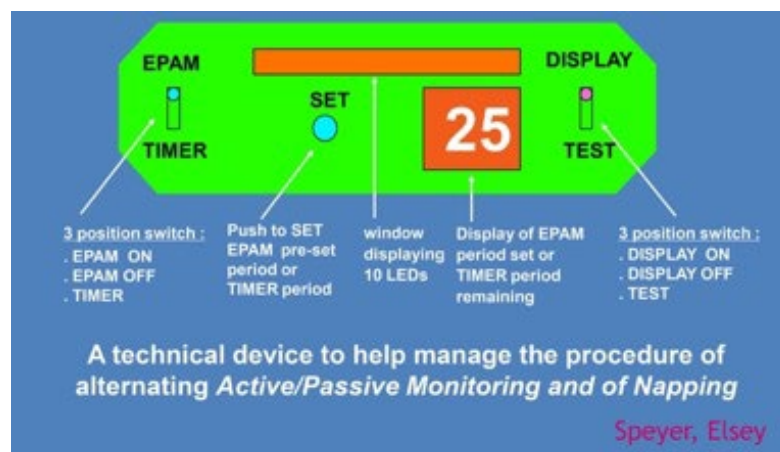 EPAM
DISPLAY
SET
25
TIMER
TEST
3 position switch :
. EPAM ON
. EPAM OFF
. TIMER
Push to SET
EPAM pre-set
period or
TIMER period
window
displaying
10 LEDs
Display of EPAM
period set or
TIMER period
remaining
3 position switch :
. DISPLAY ON
. DISPLAY OFF
. TEST
A technical device to help manage the procedure of
alternating Active/Passive Monitoring and of Napping
Speyer, Elsey